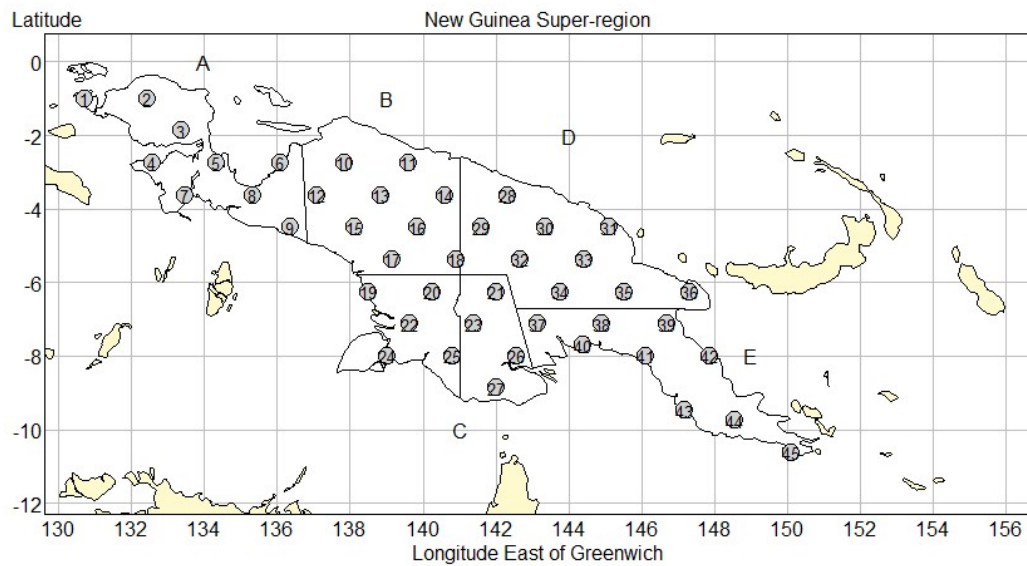 Latitude New Guinea Super-region
0 A
1 2 B
-2 3 D
4 5 6 10 11
-4 7 8 12 13 14 28
9 15 16 29 30 31
-6 17 18 32 33
19 20 21 34 35 36
22 23 37 38 39
-8 24 25 26 40 41 42 E
27
-10 C 43 44
45
-12
130 132 134 136 138 140 142 144 146 148 150 152 154 156
Longitude East of Greenwich